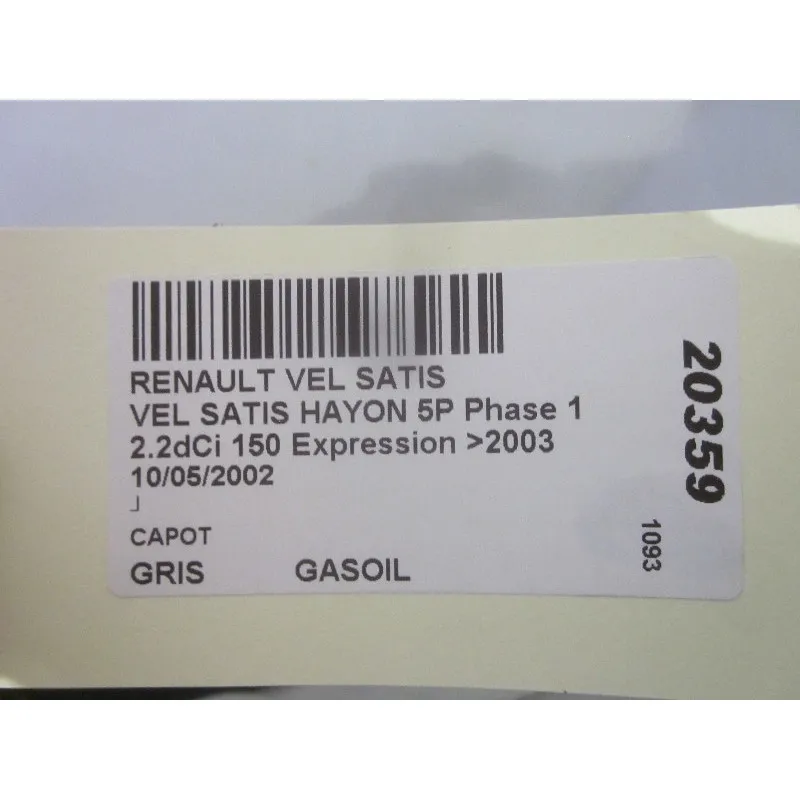 RENAULT VEL SATIS
VEL SATIS HAYON 5P Phase 1
2.2dCi 150 Expression >2003
10/05/2002
┘
CAPOT
GRIS GASOIL
20359
1093